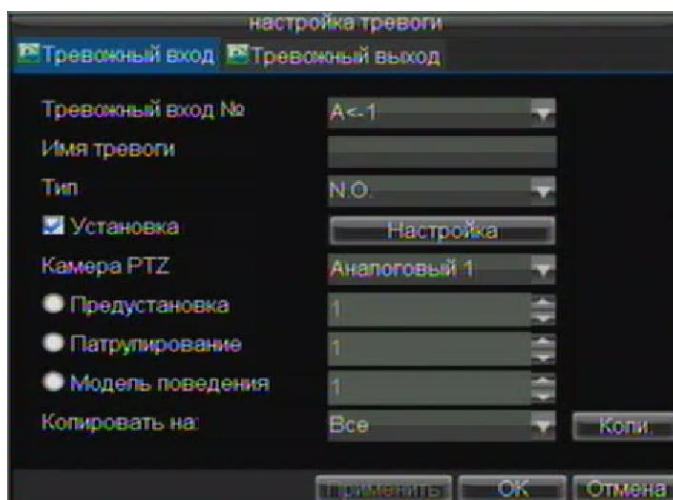 настройка тревоги
Тревожный вход Тревожный выход
Тревожный вход № A<-1
Имя тревоги
Тип N.O.
Установка Настройка
Камера PTZ Аналоговый 1
Предустановка 1
Патрулирование 1
Модель поведения 1
Копировать на: Все Копи.
Применить OK Отмена